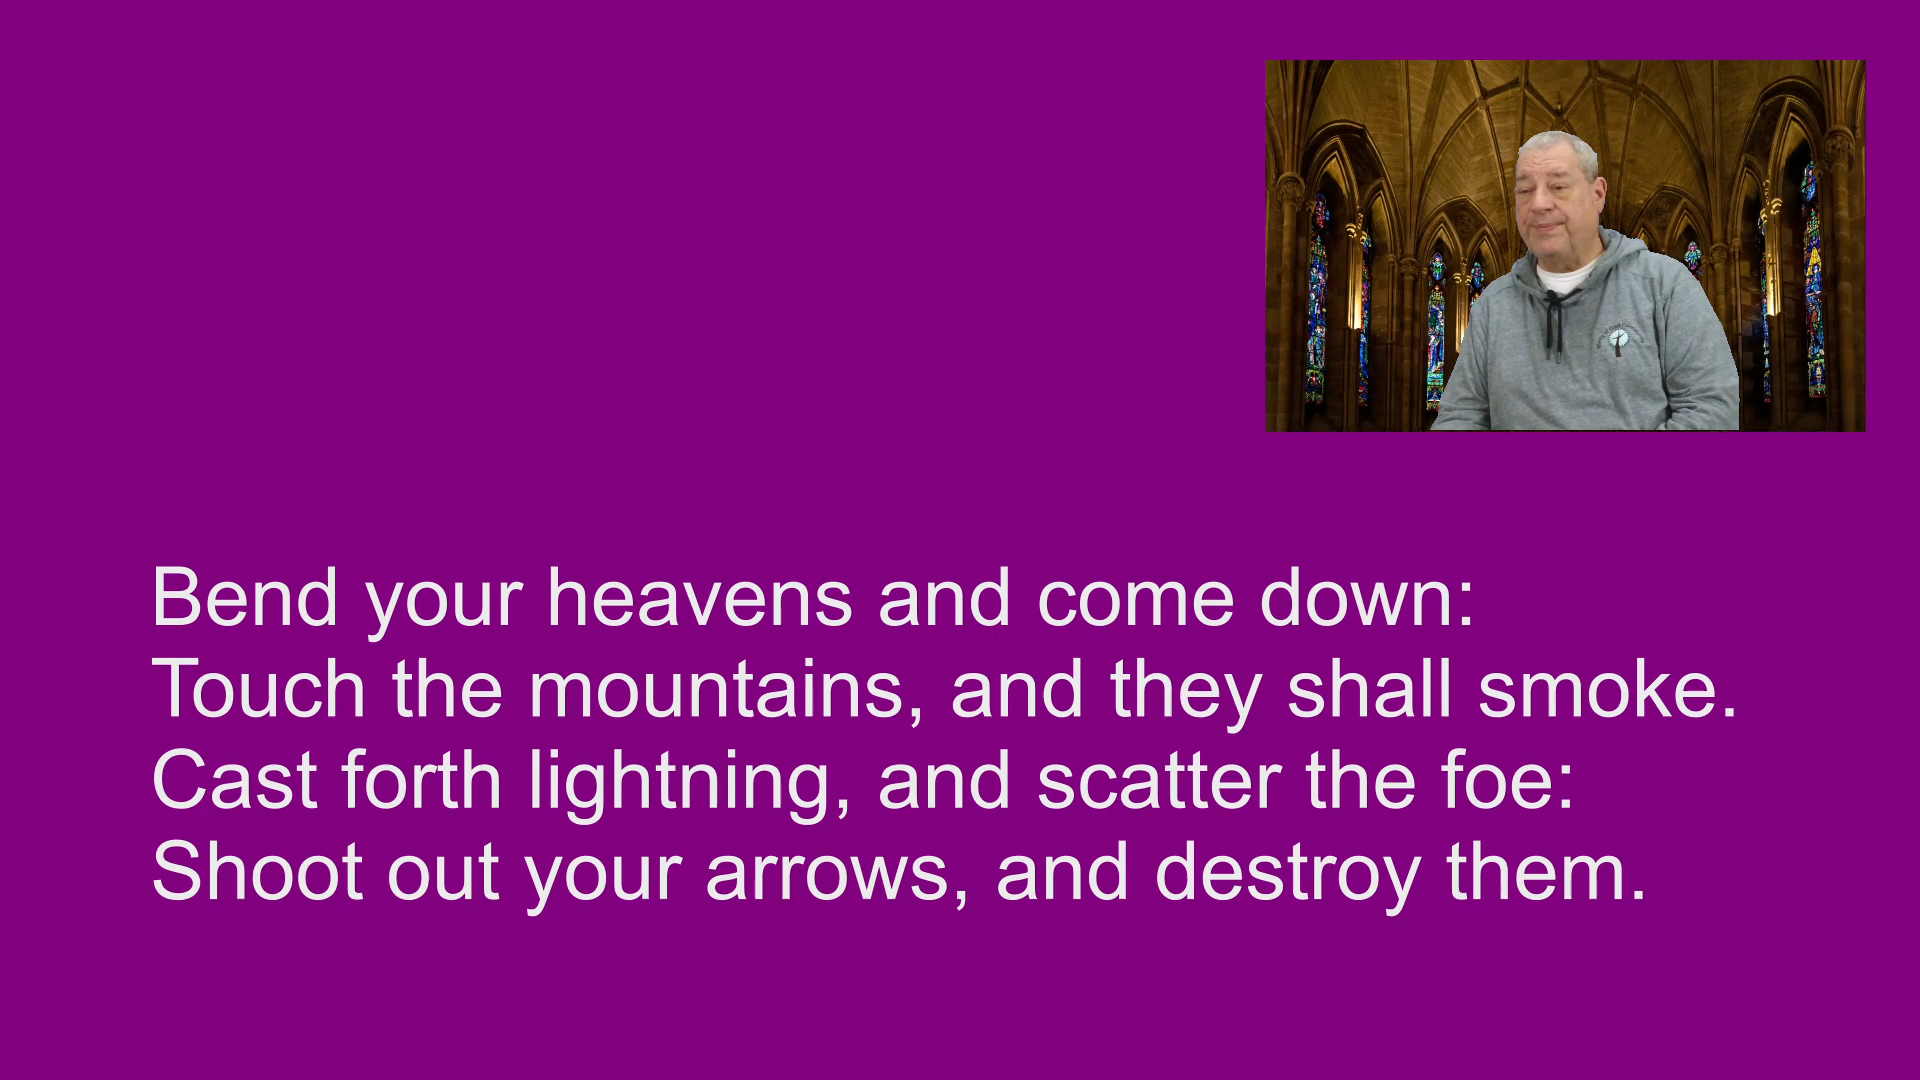 Bend your heavens and come down:
Touch the mountains, and they shall smoke.
Cast forth lightning, and scatter the foe:
Shoot out your arrows, and destroy them.